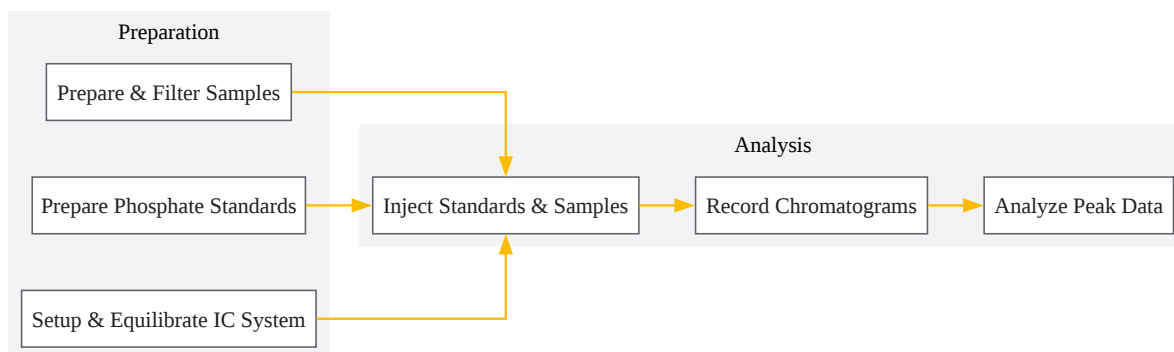 Preparation
Prepare & Filter Samples
Prepare Phosphate Standards
Setup & Equilibrate IC System
Analysis
Inject Standards & Samples
Record Chromatograms
Analyze Peak Data